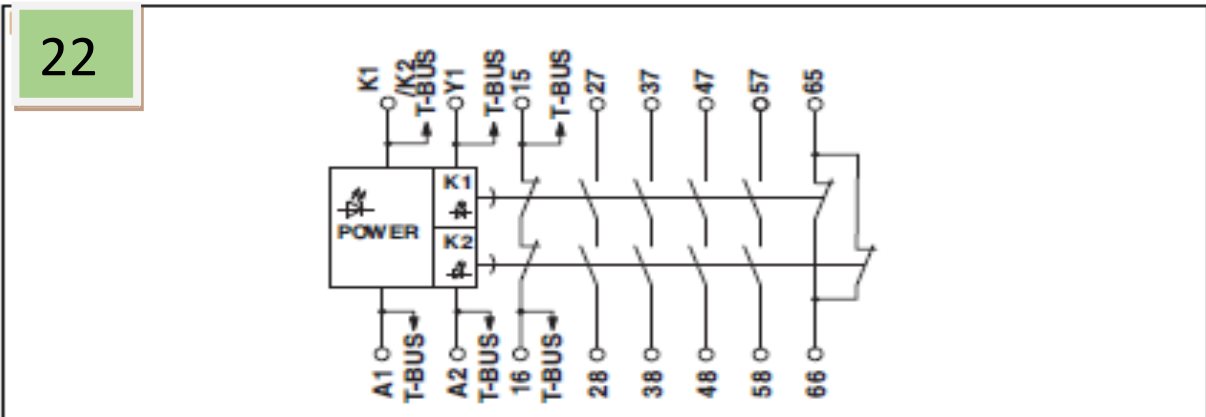 22
K1
/K2
T-BUS
Y1
T-BUS
15
T-BUS
27
37
47
57
65
K1
POWER
K2
A1
T-BUS
A2
T-BUS
16
T-BUS
28
38
48
58
66